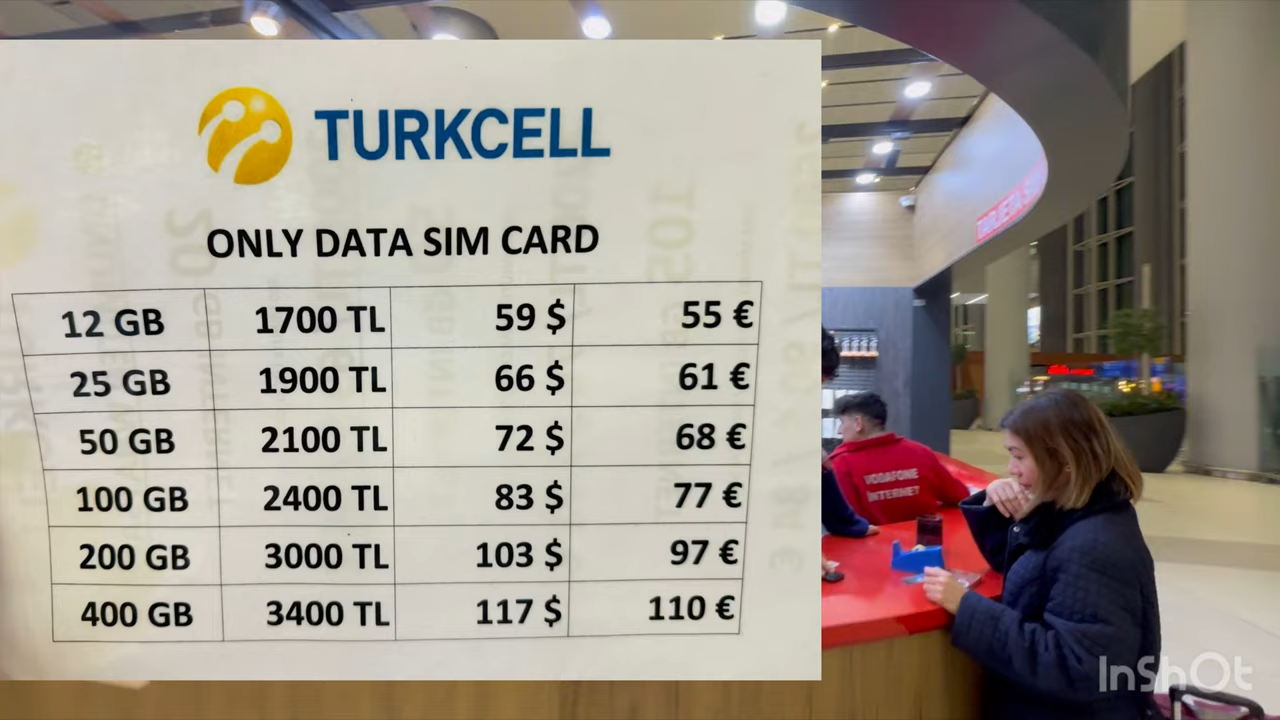 TURKCELL
ONLY DATA SIM CARD
12 GB 1700 TL 59 $ 55 €
25 GB 1900 TL 66 $ 61 €
50 GB 2100 TL 72 $ 68 €
100 GB 2400 TL 83 $ 77 €
200 GB 3000 TL 103 $ 97 €
400 GB 3400 TL 117 $ 110 €
TARJETA
VODAFONE
İNTERNET
InShOt